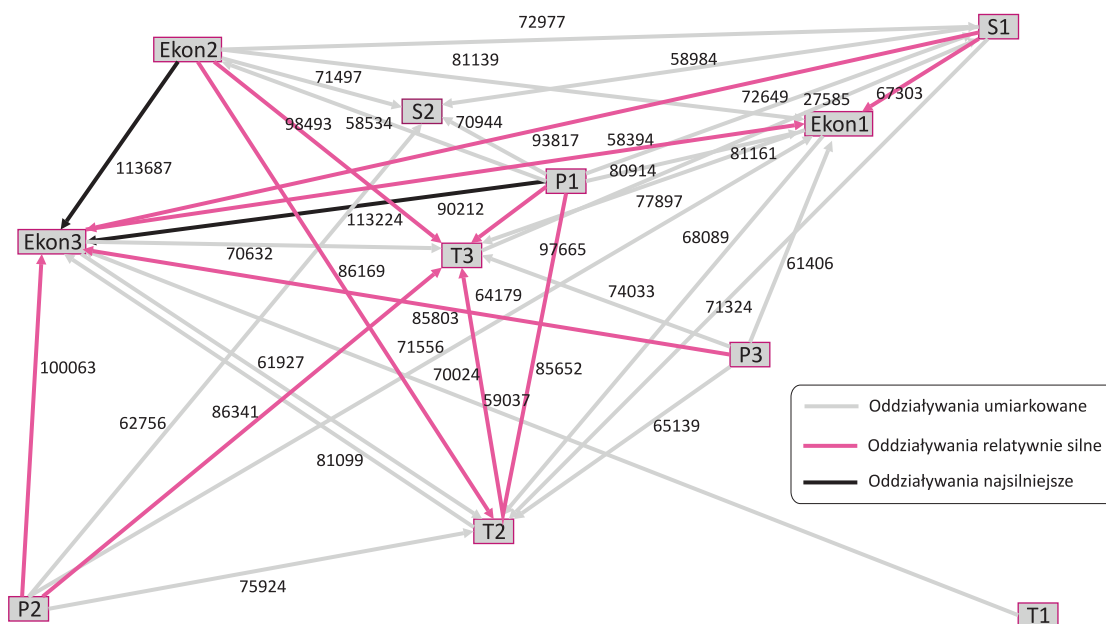 72977
S1
Ekon2
81139
58984
71497
72649
27585
67303
S2
98493
58534
70944
93817
58394
Ekon1
81161
113687
80914
P1
77897
90212
113224
68089
Ekon3
70632
T3
97665
61406
86169
64179
74033
71324
85803
71556
P3
100063
61927
70024
85652
59037
86341
62756
65139
Oddziaływania umiarkowane
Oddziaływania relatywnie silne
81099
Oddziaływania najsilniejsze
T2
75924
P2
T1